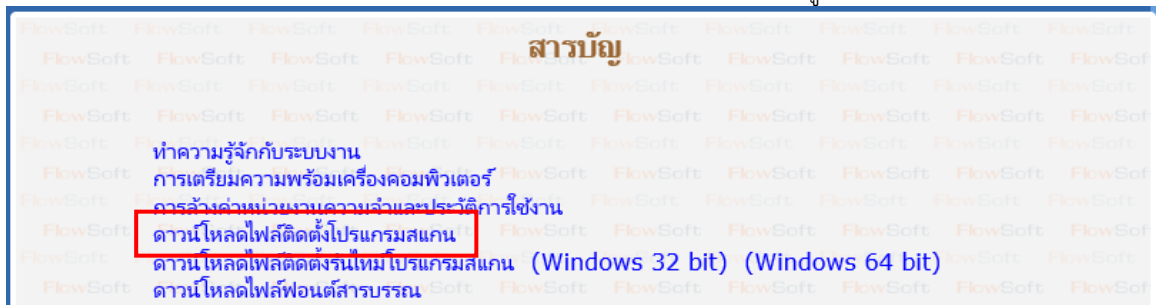 สารบัญ
ทำความรู้จักกับระบบงาน
การเตรียมความพร้อมเครื่องคอมพิวเตอร์
การล้างค่าหน่วยงานความจำและประวัติการใช้งาน
ดาวน์โหลดไฟล์ติดตั้งโปรแกรมสแกน
ดาวน์โหลดไฟล์ติดตั้งรันไทม์โปรแกรมสแกน (Windows 32 bit) (Windows 64 bit)
ดาวน์โหลดไฟล์ฟอนต์สารบรรณ